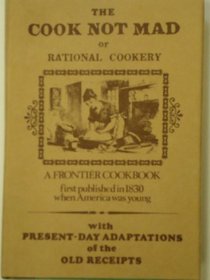 THE
COOK NOT MAD
or
RATIONAL COOKERY
A FRONTIER COOKBOOK
first published in 1830
when America was young
with
PRESENT-DAY ADAPTATIONS
of the
OLD RECEIPTS